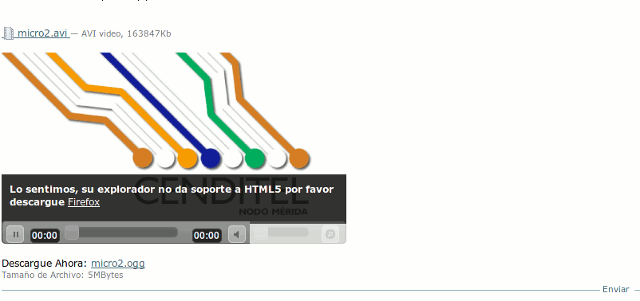 micro2.avi — AVI video, 163847Kb
CENDITEL
Lo sentimos, su explorador no da soporte a HTML5 por favor
descargue Firefox
NODO MÉRIDA
00:00 00:00
Descargue Ahora: micro2.ogg
Tamaño de Archivo: 5MBytes
Enviar